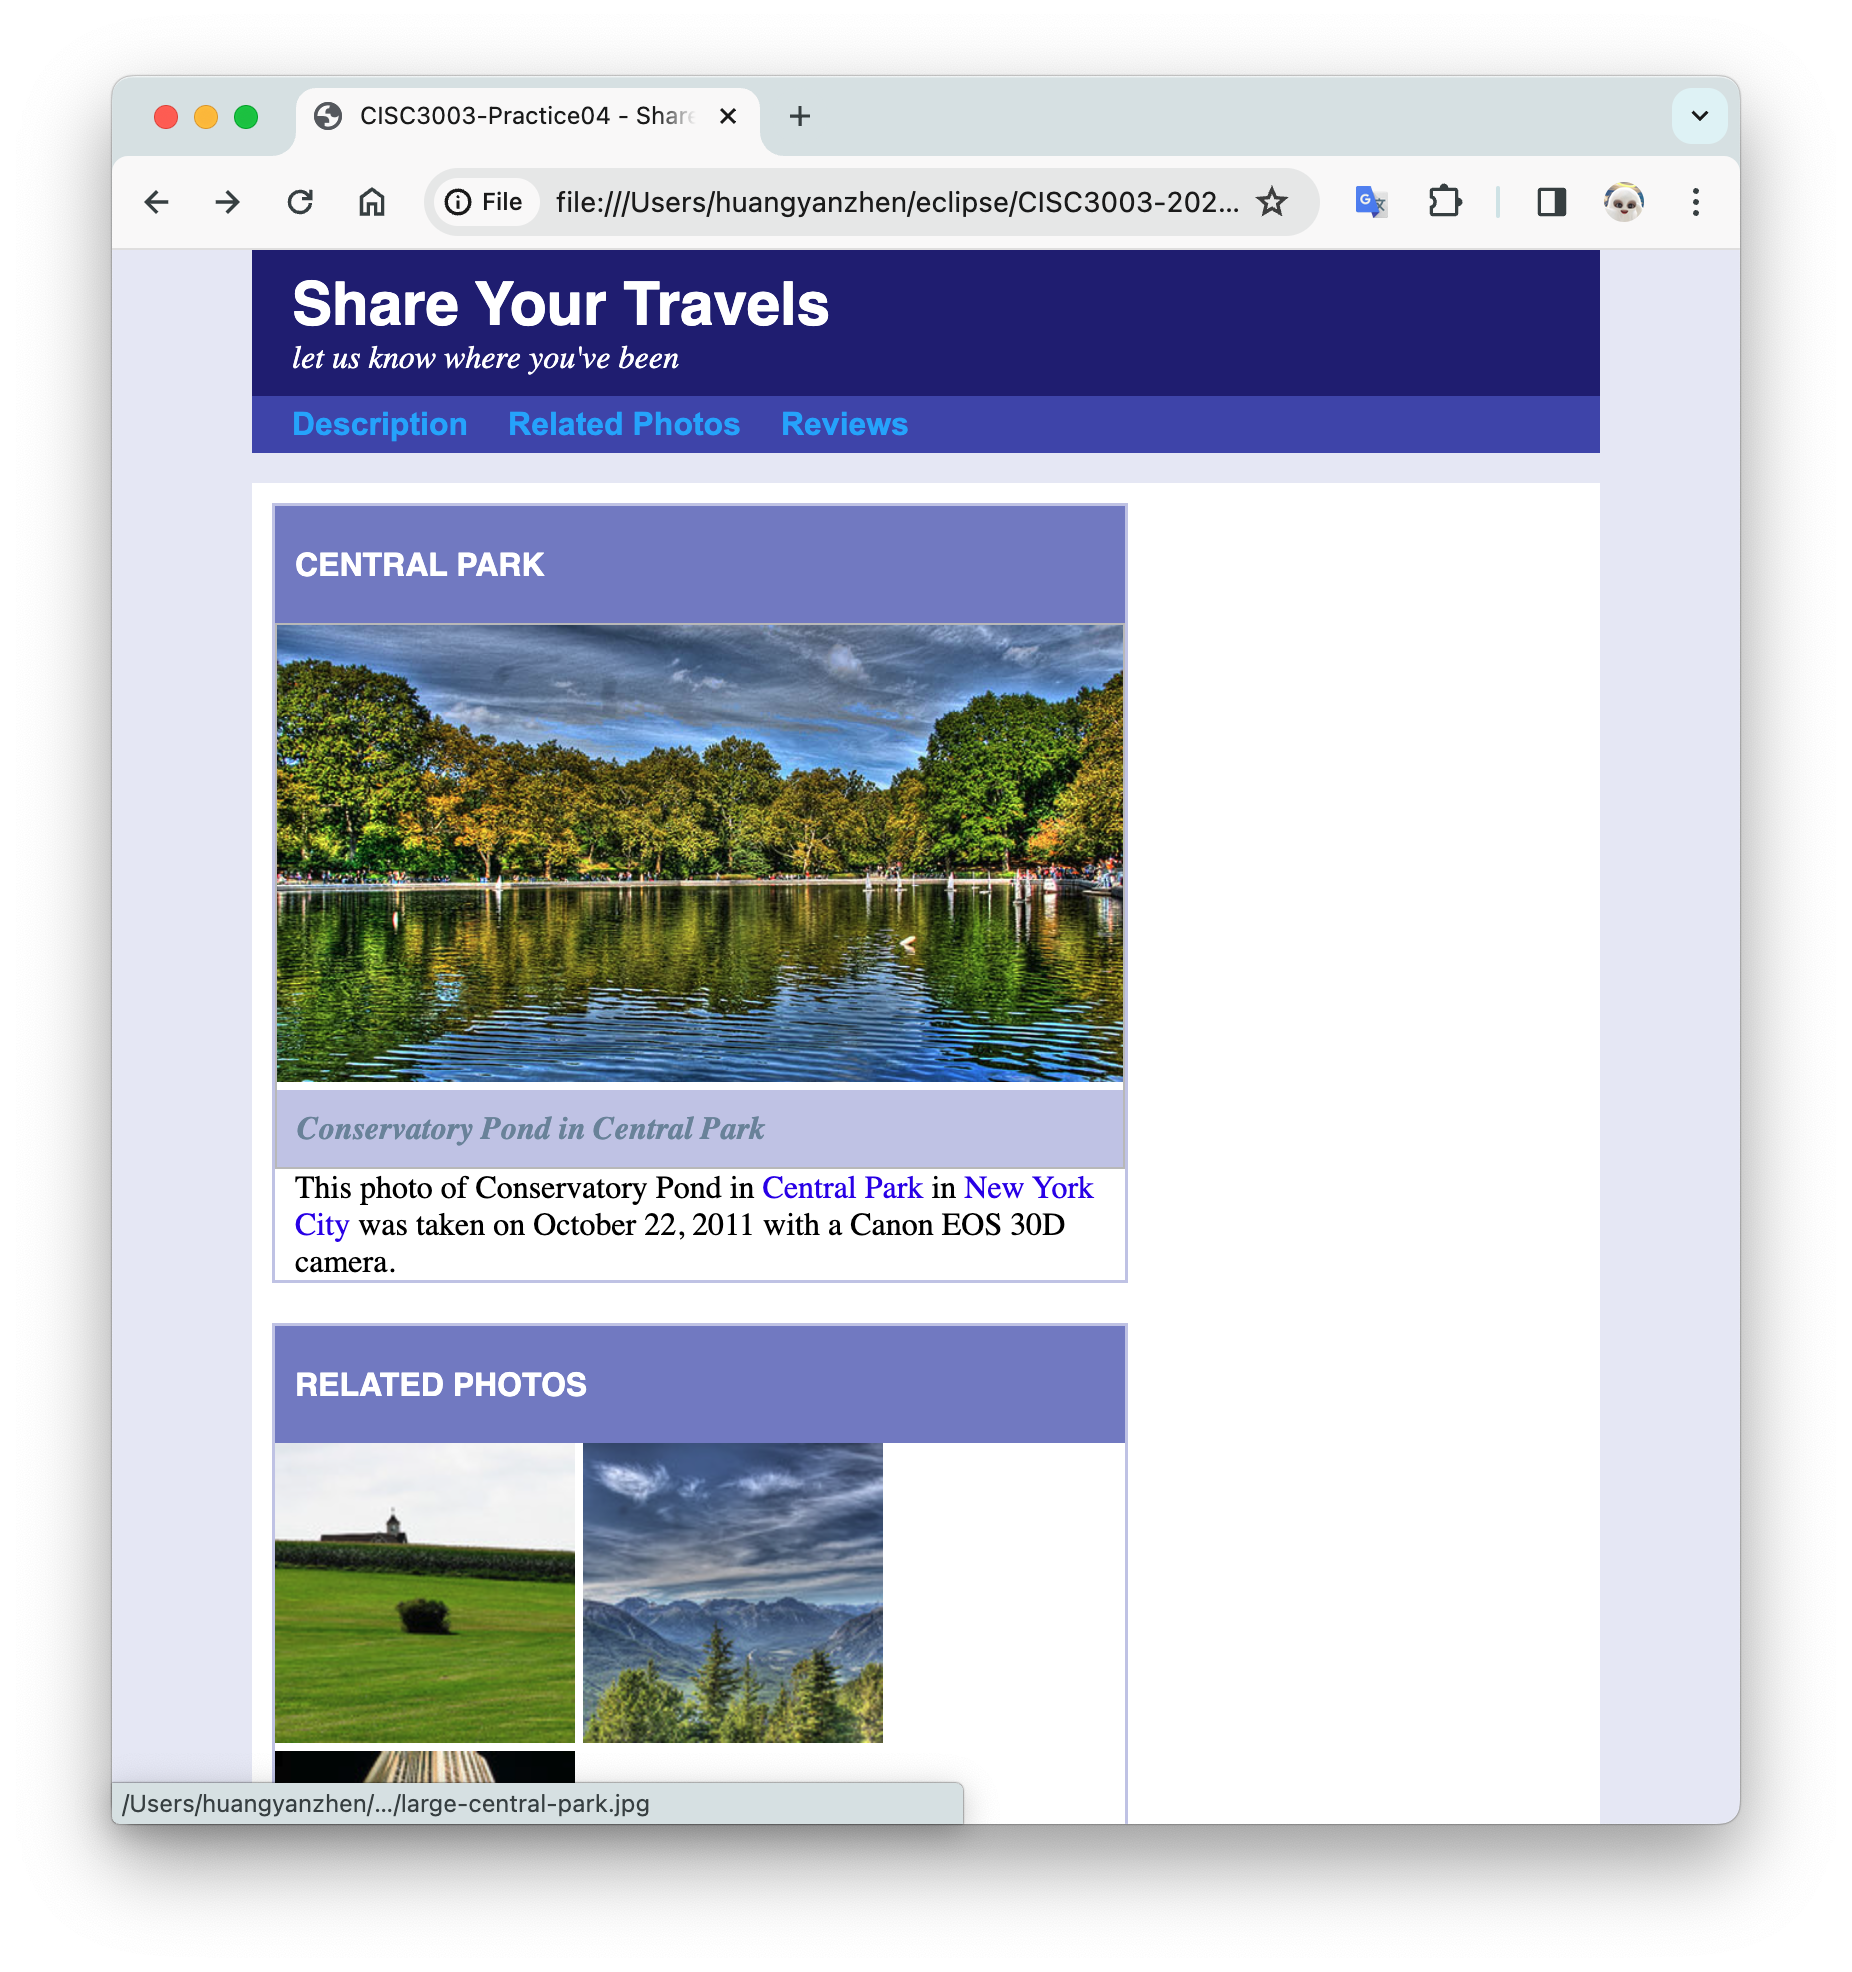 CISC3003-Practice04 - Share
File
file:///Users/huangyanzhen/eclipse/CISC3003-202...
Share Your Travels
let us know where you've been
Description Related Photos Reviews
CENTRAL PARK
Conservatory Pond in Central Park
This photo of Conservatory Pond in Central Park in New York
City was taken on October 22, 2011 with a Canon EOS 30D
camera.
RELATED PHOTOS
/Users/huangyanzhen/.../large-central-park.jpg